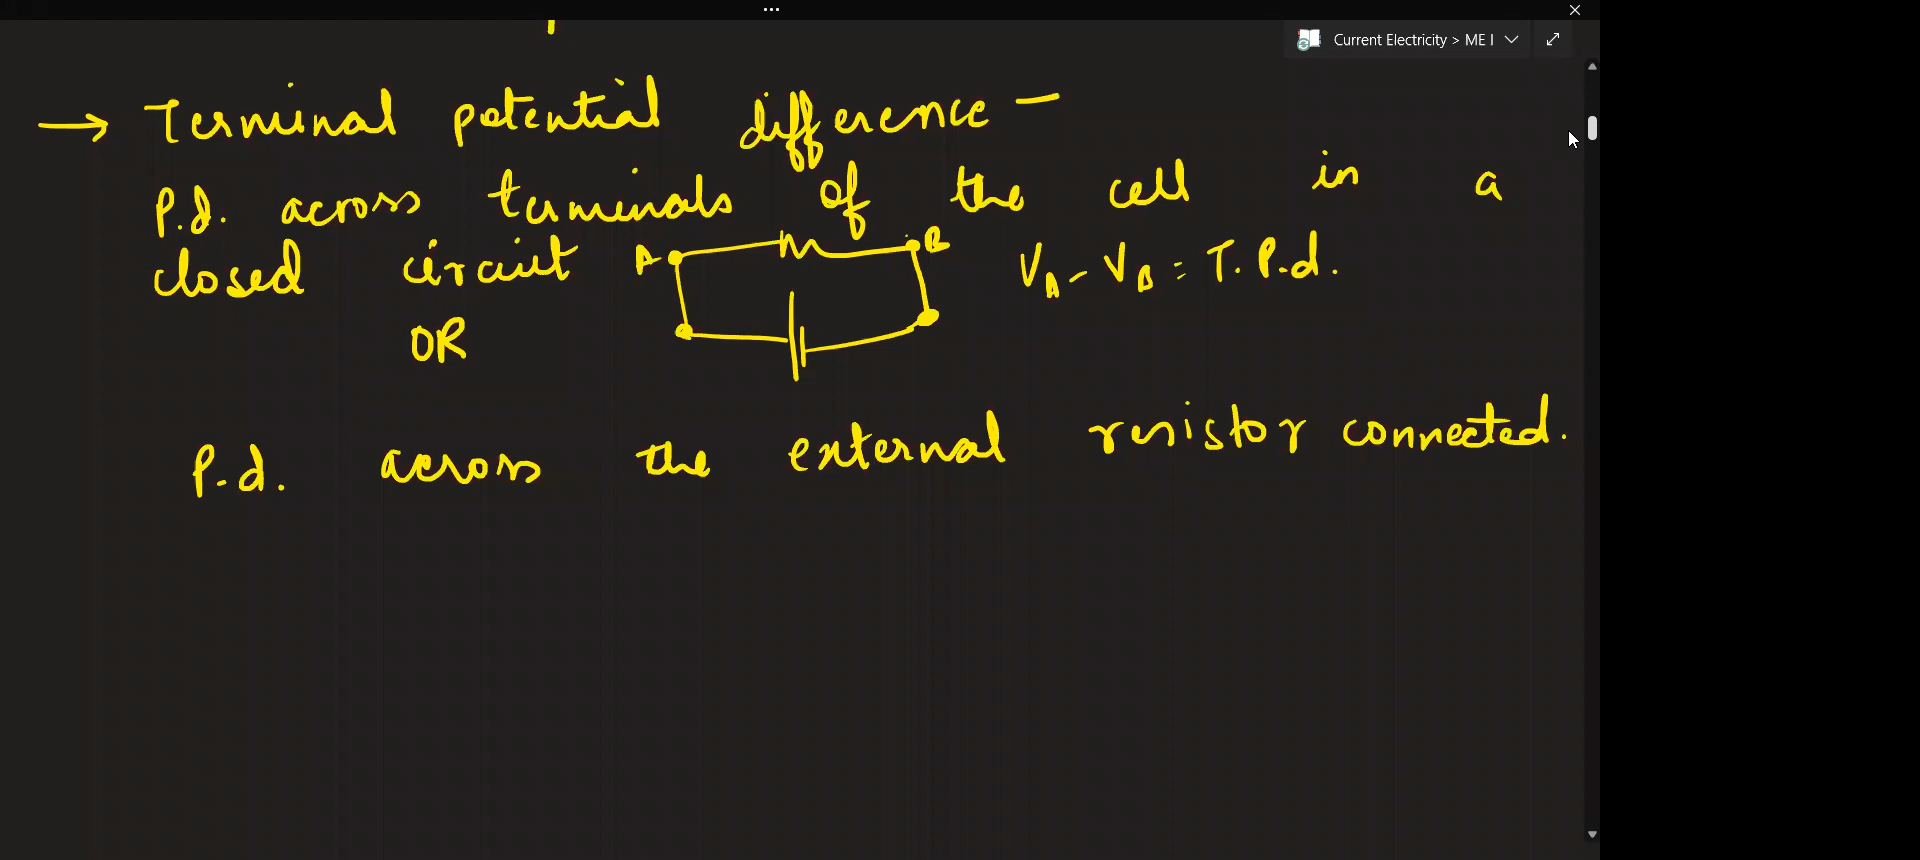 Current Electricity > ME I
→ Terminal potential difference -
P.d. across terminals of the cell in a
closed circuit
A B
V_A - V_B = T.P.d.
OR
P.d. across the external resistor connected.